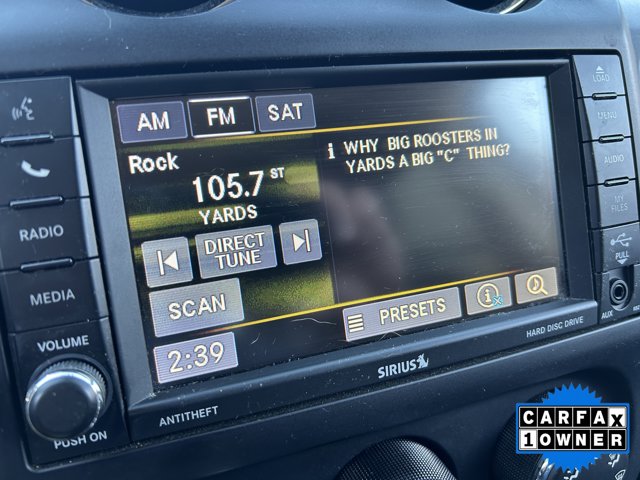 AM
FM
SAT
Rock
105.7 ST
YARDS
DIRECT
TUNE
SCAN
2:39
i WHY BIG ROOSTERS IN
YARDS A BIG "C" THING?
PRESETS
RADIO
MEDIA
VOLUME
PUSH ON
ANTITHEFT
SIRIUS
HARD DISC DRIVE
LOAD
MENU
AUDIO
MY
FILES
PULL
AUX
CARFAX
1 OWNER